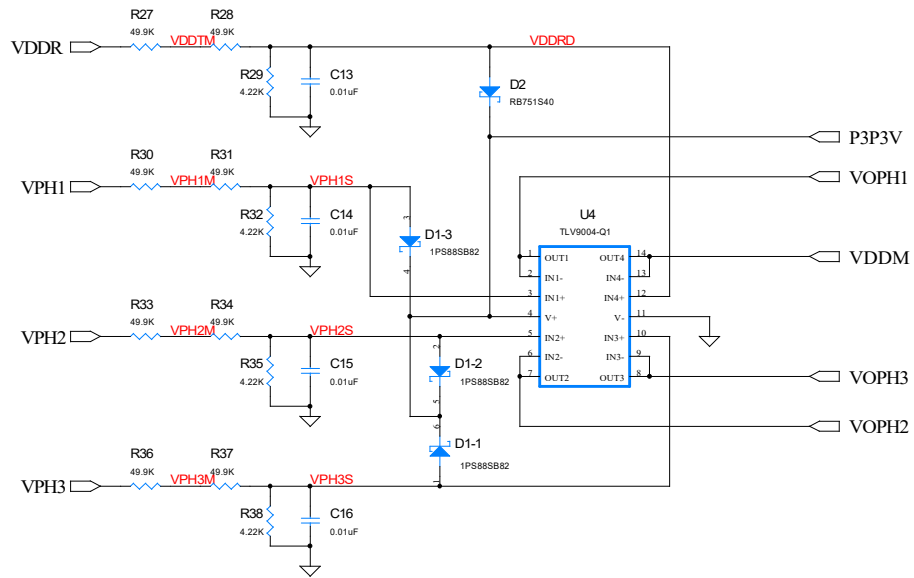 R27
R28
49.9K
49.9K
VDDR
VDDTM
VDDRD
R29
4.22K
C13
0.01uF
D2
RB751S40
P3P3V
R30
R31
49.9K
49.9K
VPH1
VPH1M
VPH1S
VOPH1
R32
4.22K
C14
0.01uF
3
D1-3
1PS88SB82
4
U4
TLV9004-Q1
1 OUT1 OUT4 14
2 IN1- IN4- 13
3 IN1+ IN4+ 12
4 V+ V- 11
5 IN2+ IN3+ 10
6 IN2- IN3- 9
7 OUT2 OUT3 8
VDDM
R33
R34
49.9K
49.9K
VPH2
VPH2M
VPH2S
R35
4.22K
C15
0.01uF
2
D1-2
1PS88SB82
5
VOPH3
VOPH2
6
D1-1
1PS88SB82
1
R36
R37
49.9K
49.9K
VPH3
VPH3M
VPH3S
R38
4.22K
C16
0.01uF